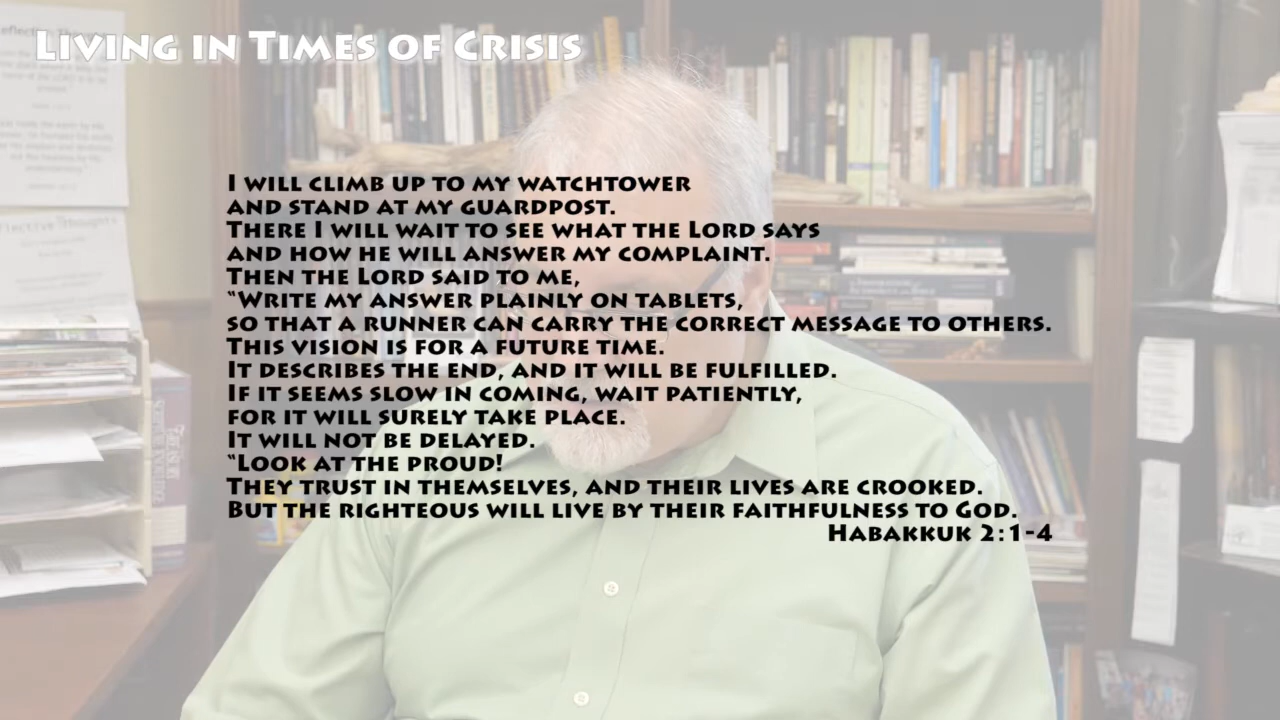 Living in Times of Crisis
I will climb up to my watchtower
and stand at my guardpost.
There I will wait to see what the Lord says
and how he will answer my complaint.
Then the Lord said to me,
“Write my answer plainly on tablets,
so that a runner can carry the correct message to others.
This vision is for a future time.
It describes the end, and it will be fulfilled.
If it seems slow in coming, wait patiently,
for it will surely take place.
It will not be delayed.
“Look at the proud!
They trust in themselves, and their lives are crooked.
But the righteous will live by their faithfulness to God.
Habakkuk 2:1-4